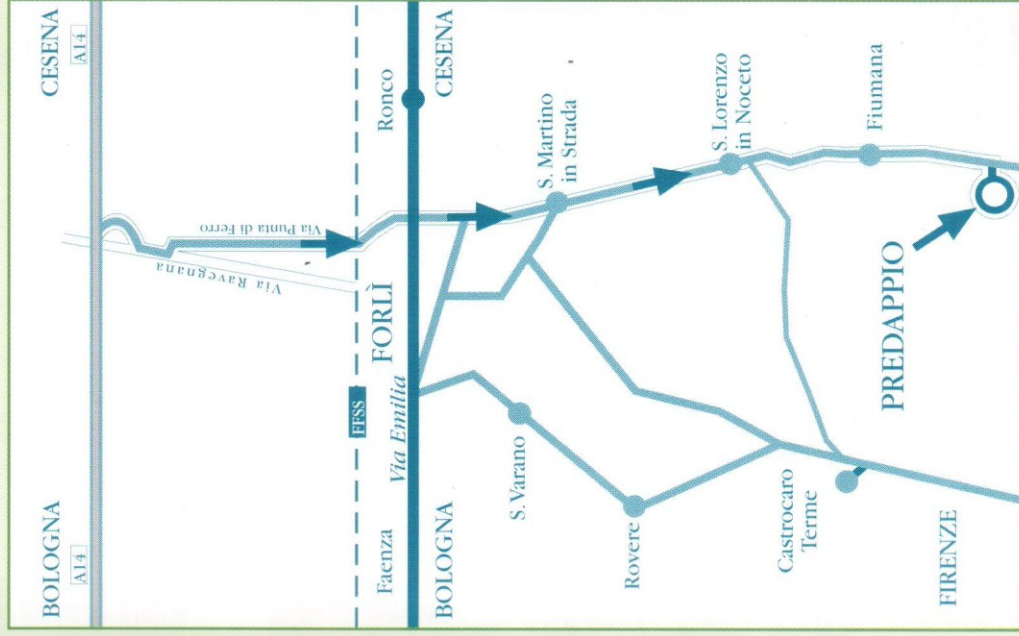 BOLOGNA
A14
CESENA
A14
Via Ravegnana
Via Punta di Ferro
FFSS
FORLÌ
Faenza
Via Emilia
Ronco
BOLOGNA
CESENA
S. Varano
S. Martino
in Strada
Rovere
S. Lorenzo
in Noceto
Castrocaro
Terme
Fiumana
FIRENZE
PREDAPPIO